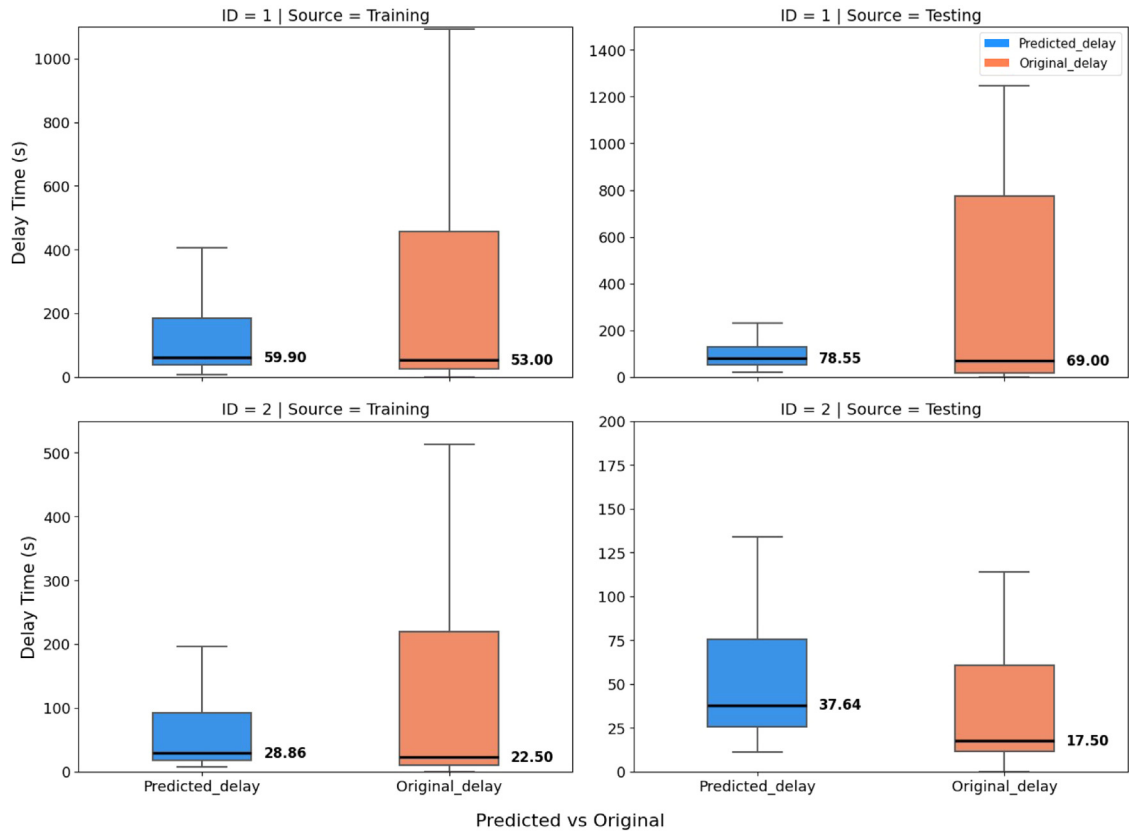 ID = 1 | Source = Training
Delay Time (s)
1000
800
600
400
200
0
59.90
53.00
ID = 1 | Source = Testing
Predicted_delay
Original_delay
1400
1200
1000
800
600
400
200
0
78.55
69.00
ID = 2 | Source = Training
Delay Time (s)
500
400
300
200
100
0
28.86
22.50
Predicted_delay
Original_delay
ID = 2 | Source = Testing
200
175
150
125
100
75
50
25
0
37.64
17.50
Predicted_delay
Original_delay
Predicted vs Original